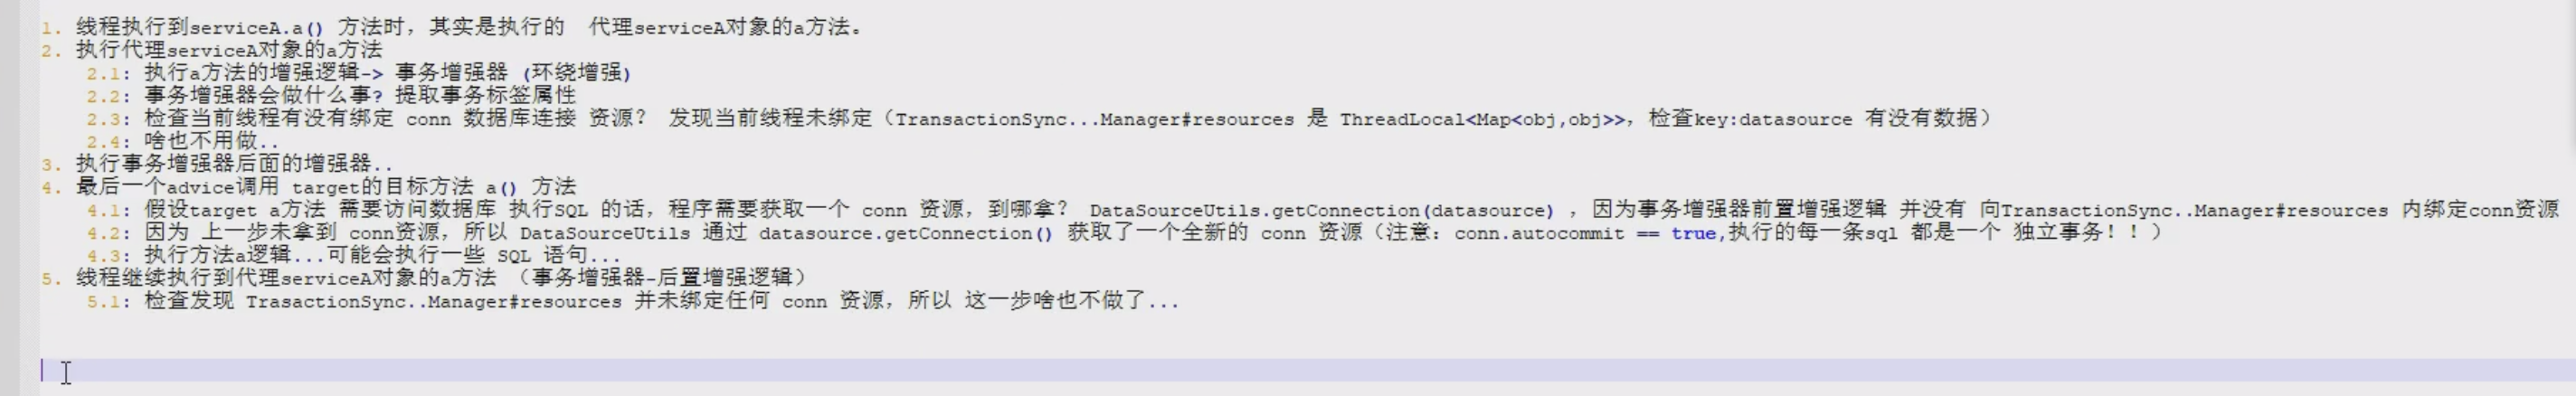 1. 线程执行到serviceA.a() 方法时，其实是执行的  代理serviceA对象的a方法。
2. 执行代理serviceA对象的a方法
2.1: 执行a方法的增强逻辑-> 事务增强器 (环绕增强)
2.2: 事务增强器会做什么事? 提取事务标签属性
2.3: 检查当前线程有没有绑定 conn 数据库连接 资源? 发现当前线程未绑定（TransactionSync...Manager#resources 是 ThreadLocal<Map<obj,obj>>, 检查key:datasource 有没有数据）
2.4: 啥也不用做..
3. 执行事务增强器后面的增强器..
4. 最后一个advice调用 target的目标方法 a() 方法
4.1: 假设target a方法 需要访问数据库 执行SQL 的话，程序需要获取一个 conn 资源，到哪拿? DataSourceUtils.getConnection(datasource) ，因为事务增强器前置增强逻辑 并没有 向TransactionSync..Manager#resources 内绑定conn资源
4.2: 因为 上一步未拿到 conn资源，所以 DataSourceUtils 通过 datasource.getConnection() 获取了一个全新的 conn 资源（注意: conn.autocommit == true,执行的每一条sql 都是一个 独立事务！！）
4.3: 执行方法a逻辑...可能会执行一些 SQL 语句...
5. 线程继续执行到代理serviceA对象的a方法 （事务增强器-后置增强逻辑）
5.1: 检查发现 TrasactionSync..Manager#resources 并未绑定任何 conn 资源，所以 这一步啥也不做了...